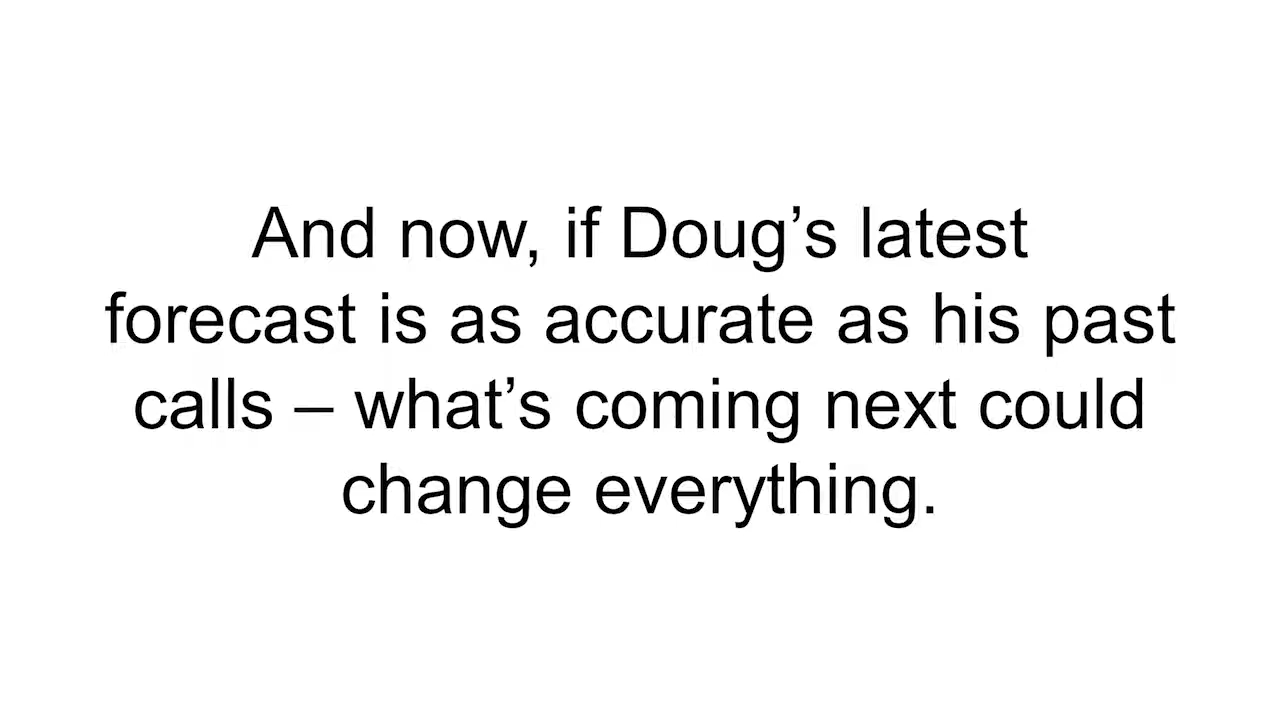 And now, if Doug’s latest
forecast is as accurate as his past
calls – what’s coming next could
change everything.